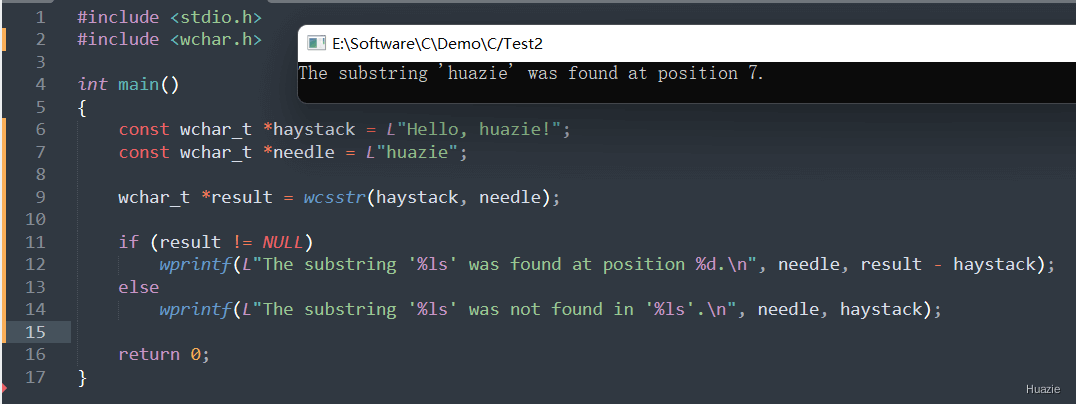 1 #include <stdio.h>
2 #include <wchar.h>
3
4 int main()
5 {
6 const wchar_t *haystack = L"Hello, huazie!";
7 const wchar_t *needle = L"huazie";
8
9 wchar_t *result = wcsstr(haystack, needle);
10
11 if (result != NULL)
12 wprintf(L"The substring '%ls' was found at position %d.\n", needle, result - haystack);
13 else
14 wprintf(L"The substring '%ls' was not found in '%ls'.\n", needle, haystack);
15
16 return 0;
17 }
E:\Software\C\Demo\C/Test2
The substring 'huazie' was found at position 7.
Huazie